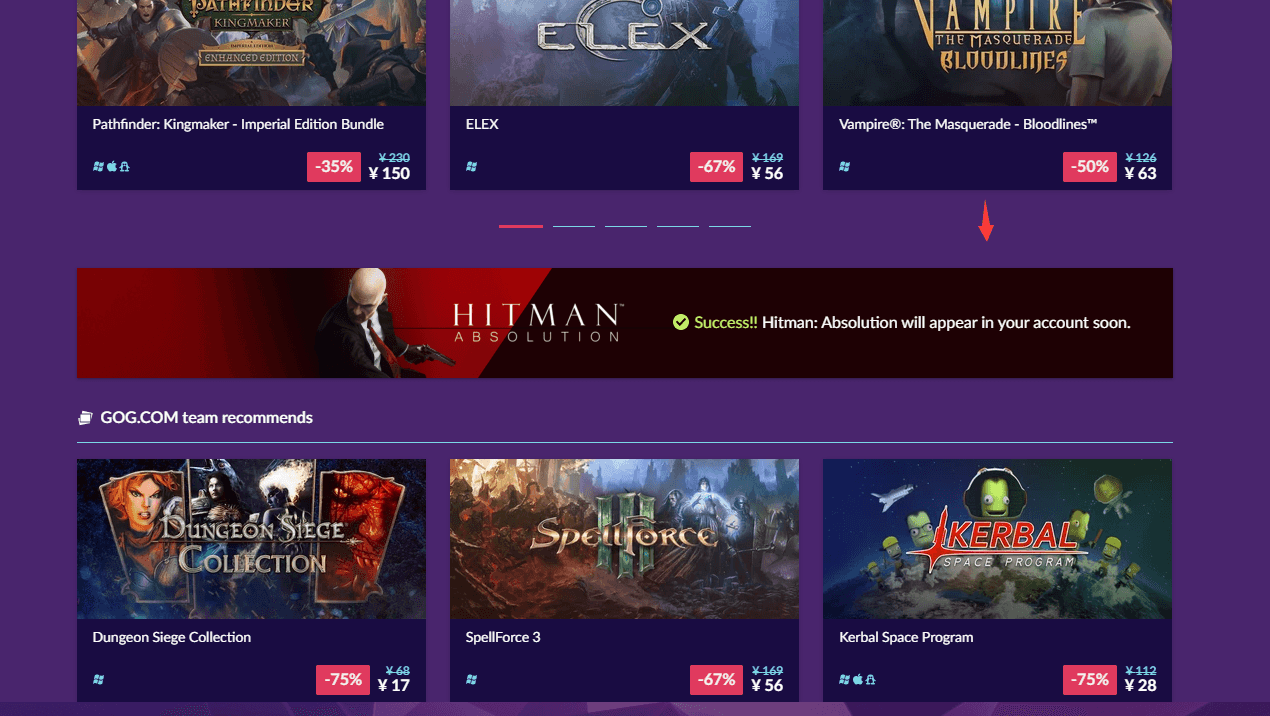 PATHFINDER
KINGMAKER
IMPERIAL EDITION
ENHANCED EDITION
ELEX
VAMPIRE
THE MASQUERADE
BLOODLINES
Pathfinder: Kingmaker - Imperial Edition Bundle
-35%
¥ 230
¥ 150
ELEX
-67%
¥ 169
¥ 56
Vampire®: The Masquerade - Bloodlines™
-50%
¥ 126
¥ 63
HITMAN™
ABSOLUTION
Success!! Hitman: Absolution will appear in your account soon.
GOG.COM team recommends
DUNGEON SIEGE
COLLECTION
SPELLFORCE
III
KERBAL
SPACE PROGRAM
Dungeon Siege Collection
-75%
¥ 68
¥ 17
SpellForce 3
-67%
¥ 169
¥ 56
Kerbal Space Program
-75%
¥ 112
¥ 28